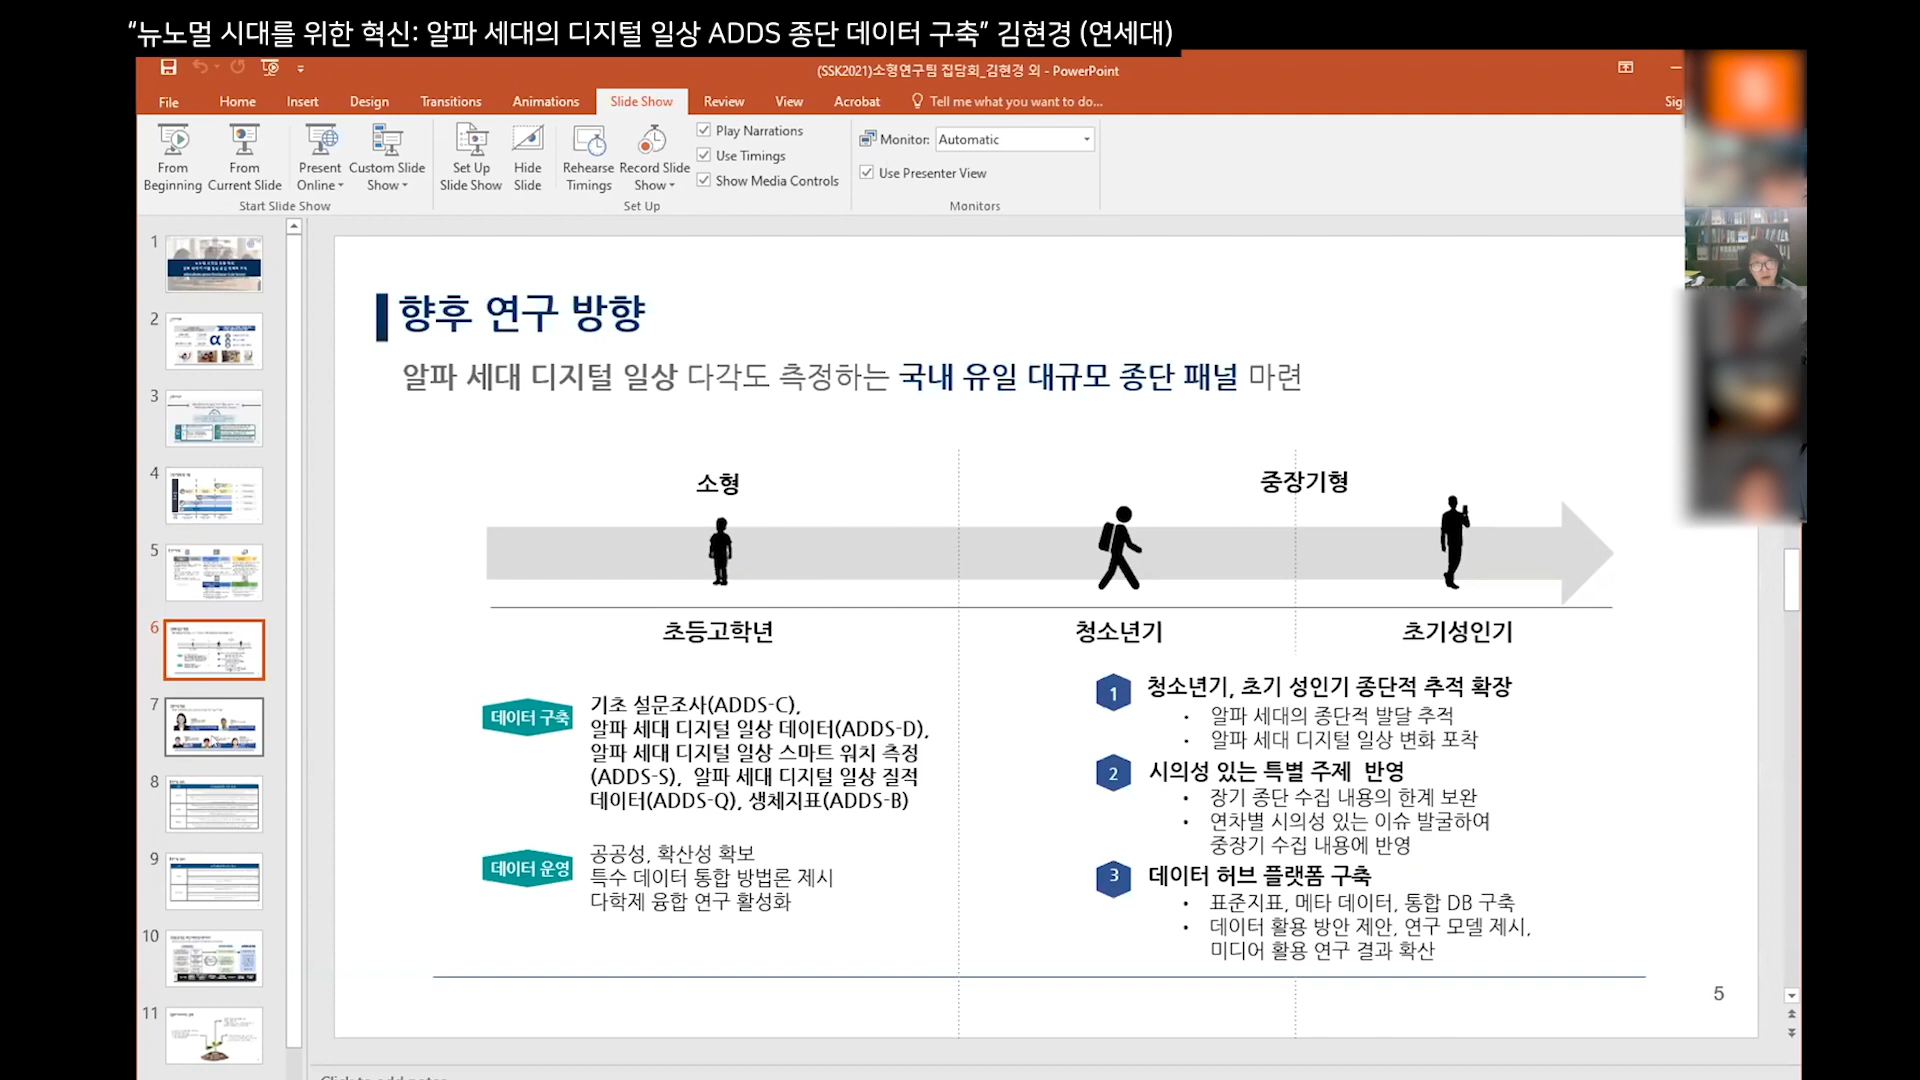 “뉴노멀 시대를 위한 혁신: 알파 세대의 디지털 일상 ADDS 종단 데이터 구축” 김현경 (연세대)
(SSK2021)소형연구팀 집담회_김현경 외 - PowerPoint
File Home Insert Design Transitions Animations Slide Show Review View Acrobat Tell me what you want to do...
From Beginning
From Current Slide
Present Online
Custom Slide Show
Start Slide Show
Set Up Slide Show
Hide Slide
Rehearse Timings
Record Slide Show
Play Narrations
Use Timings
Show Media Controls
Set Up
Monitor: Automatic
Use Presenter View
Monitors
1
2
3
4
5
6
7
8
9
10
11
향후 연구 방향
알파 세대 디지털 일상 다각도 측정하는 국내 유일 대규모 종단 패널 마련
소형
중장기형
초등고학년
청소년기
초기성인기
데이터 구축
기초 설문조사(ADDS-C),
알파 세대 디지털 일상 데이터(ADDS-D),
알파 세대 디지털 일상 스마트 워치 측정
(ADDS-S), 알파 세대 디지털 일상 질적
데이터(ADDS-Q), 생체지표(ADDS-B)
데이터 운영
공공성, 확산성 확보
특수 데이터 통합 방법론 제시
다학제 융합 연구 활성화
1 청소년기, 초기 성인기 종단적 추적 확장
• 알파 세대의 종단적 발달 추적
• 알파 세대 디지털 일상 변화 포착
2 시의성 있는 특별 주제 반영
• 장기 종단 수집 내용의 한계 보완
• 연차별 시의성 있는 이슈 발굴하여
중장기 수집 내용에 반영
3 데이터 허브 플랫폼 구축
• 표준지표, 메타 데이터, 통합 DB 구축
• 데이터 활용 방안 제안, 연구 모델 제시,
미디어 활용 연구 결과 확산
5